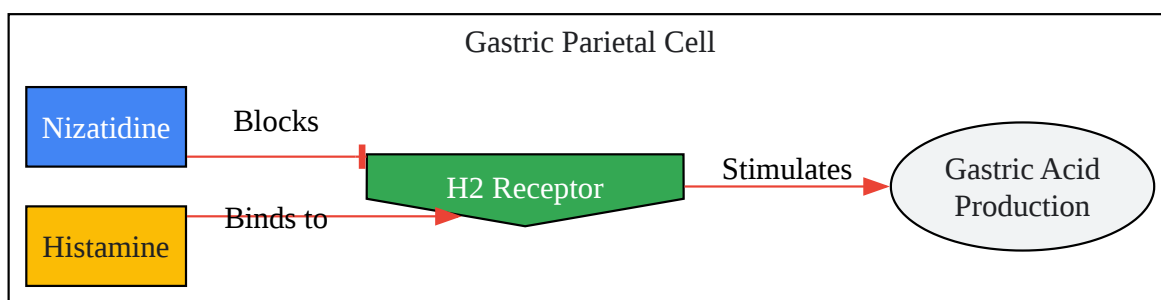 Gastric Parietal Cell
Nizatidine
Blocks
H2 Receptor
Stimulates
Gastric Acid
Production
Histamine
Binds to